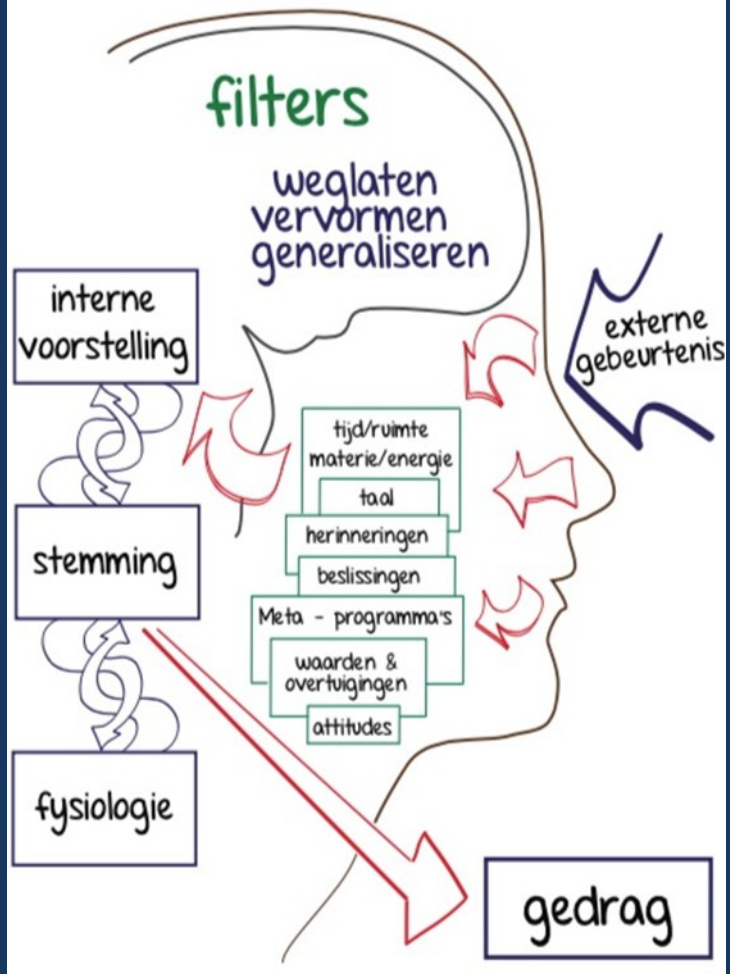 filters
weglaten
vervormen
generaliseren
interne
voorstelling
externe
gebeurtenis
tijd/ruimte
materie/energie
taal
herinneringen
beslissingen
Meta - programma's
waarden &
overtuigingen
attitudes
stemming
fysiologie
gedrag